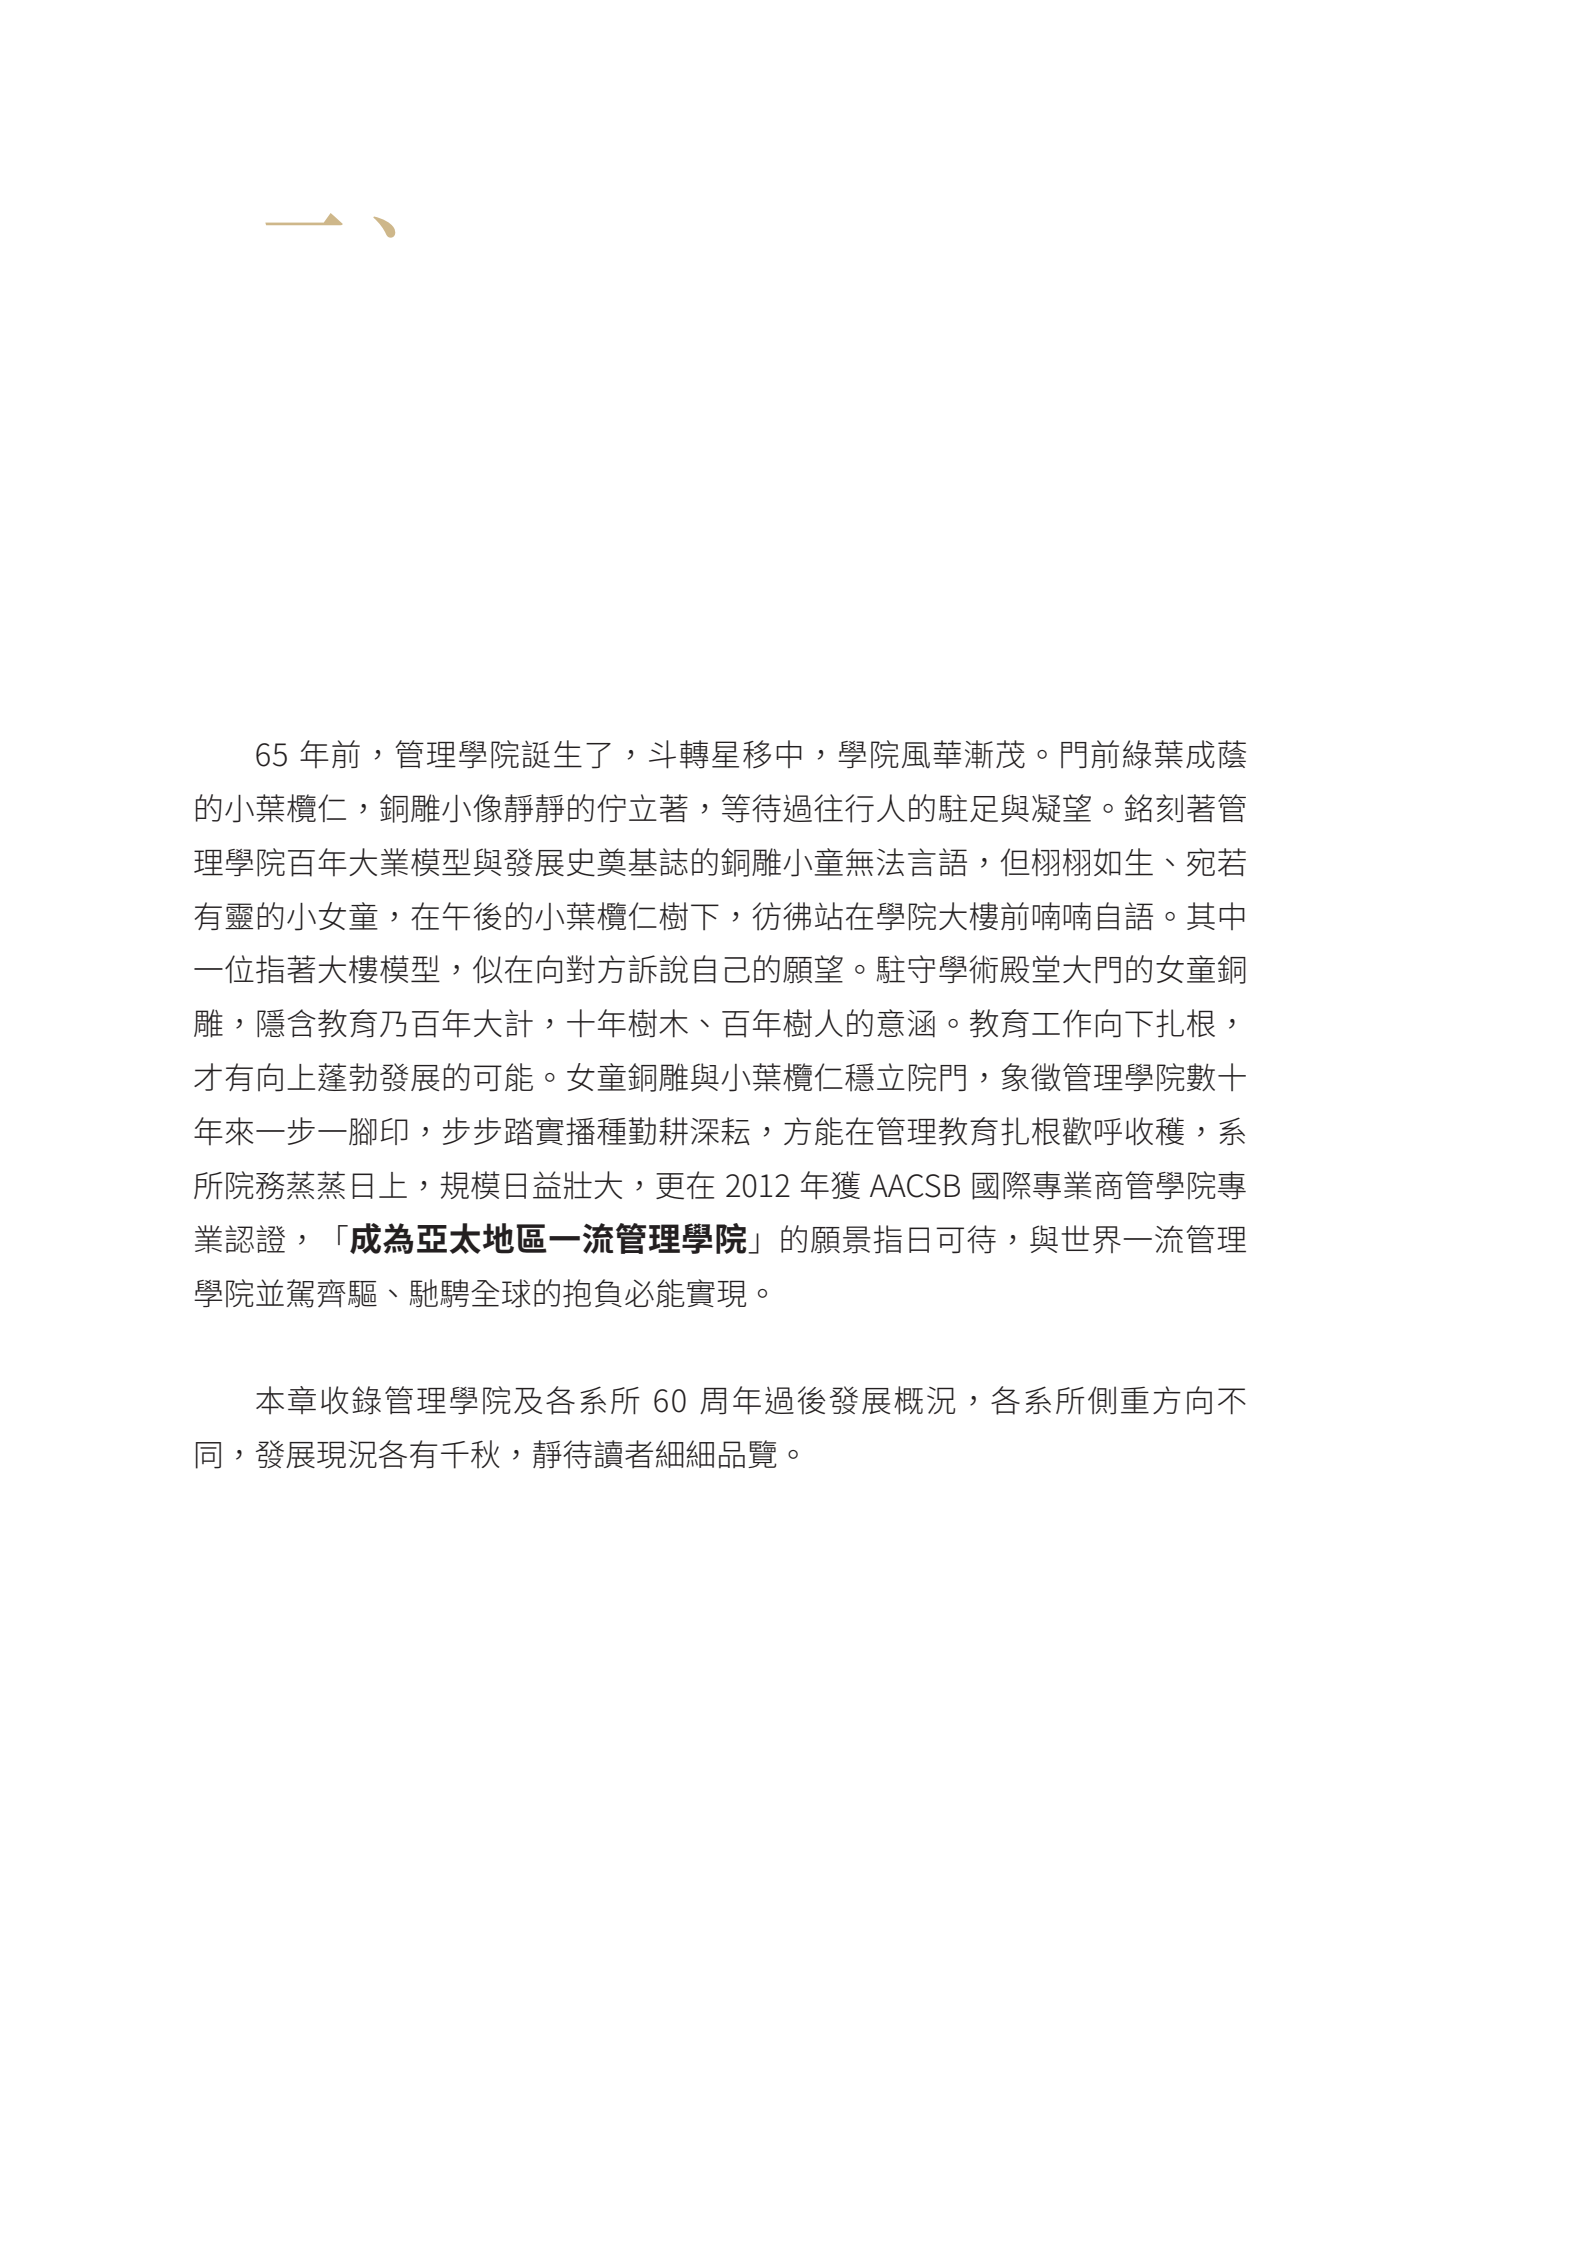 一、
65 年前，管理學院誕生了，斗轉星移中，學院風華漸茂。門前綠葉成蔭
的小葉欖仁，銅雕小像靜靜的佇立著，等待過往行人的駐足與凝望。銘刻著管
理學院百年大業模型與發展史奠基誌的銅雕小童無法言語，但栩栩如生、宛若
有靈的小女童，在午後的小葉欖仁樹下，彷彿站在學院大樓前喃喃自語。其中
一位指著大樓模型，似在向對方訴說自己的願望。駐守學術殿堂大門的女童銅
雕，隱含教育乃百年大計，十年樹木、百年樹人的意涵。教育工作向下扎根，
才有向上蓬勃發展的可能。女童銅雕與小葉欖仁穩立院門，象徵管理學院數十
年來一步一腳印，步步踏實播種勤耕深耘，方能在管理教育扎根歡呼收穫，系
所院務蒸蒸日上，規模日益壯大，更在 2012 年獲 AACSB 國際專業商管學院專
業認證，「成為亞太地區一流管理學院」的願景指日可待，與世界一流管理
學院並駕齊驅、馳騁全球的抱負必能實現。
本章收錄管理學院及各系所 60 周年過後發展概況，各系所側重方向不
同，發展現況各有千秋，靜待讀者細細品覽。